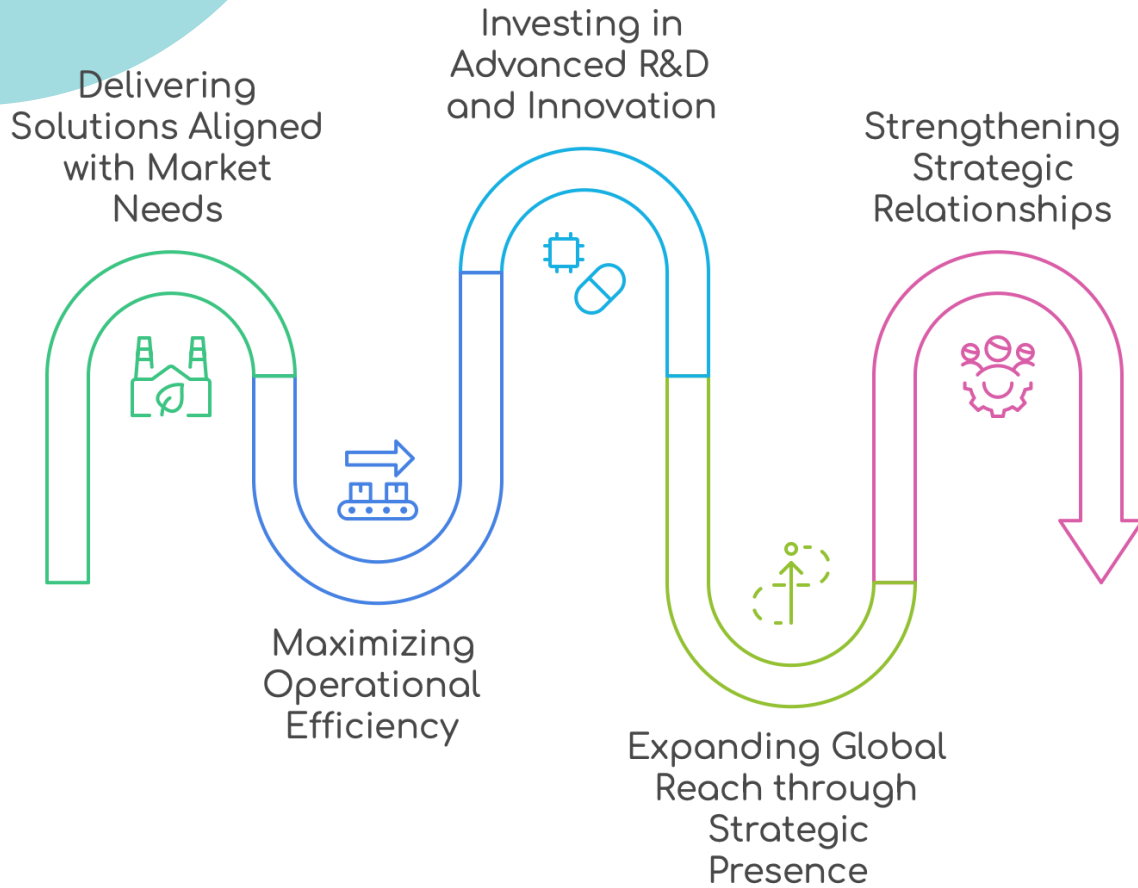 Delivering
Solutions Aligned
with Market
Needs
Maximizing
Operational
Efficiency
Investing in
Advanced R&D
and Innovation
Expanding Global
Reach through
Strategic
Presence
Strengthening
Strategic
Relationships